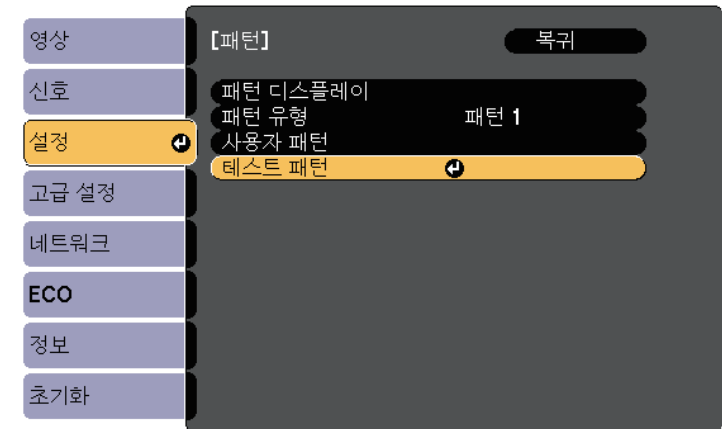 영상
신호
설정
고급 설정
네트워크
ECO
정보
초기화
[패턴] 복귀
패턴 디스플레이
패턴 유형 패턴 1
사용자 패턴
테스트 패턴